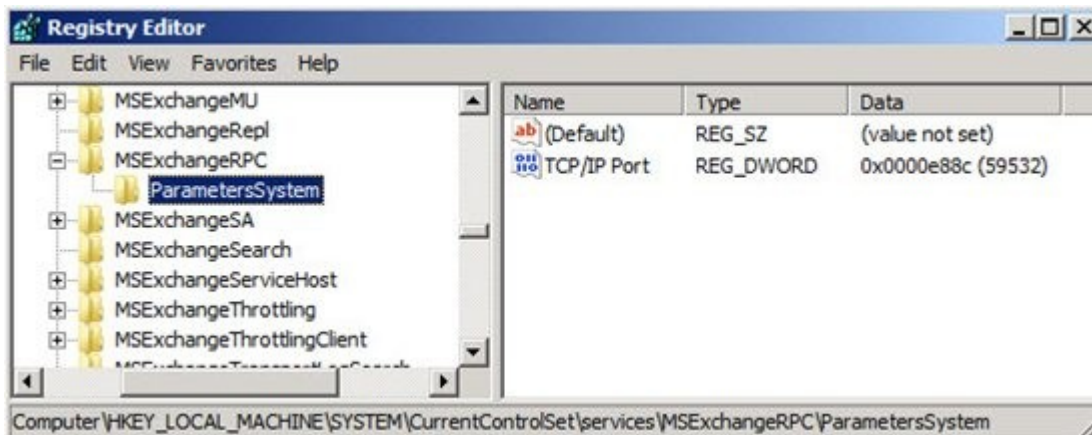 Registry Editor
File Edit View Favorites Help
MSExchangeMU
MSExchangeRepl
MSExchangeRPC
ParametersSystem
MSExchangeSA
MSExchangeSearch
MSExchangeServiceHost
MSExchangeThrottling
MSExchangeThrottlingClient
Name Type Data
(Default) REG_SZ (value not set)
TCP/IP Port REG_DWORD 0x0000e88c (59532)
Computer\HKEY_LOCAL_MACHINE\SYSTEM\CurrentControlSet\services\MSExchangeRPC\ParametersSystem